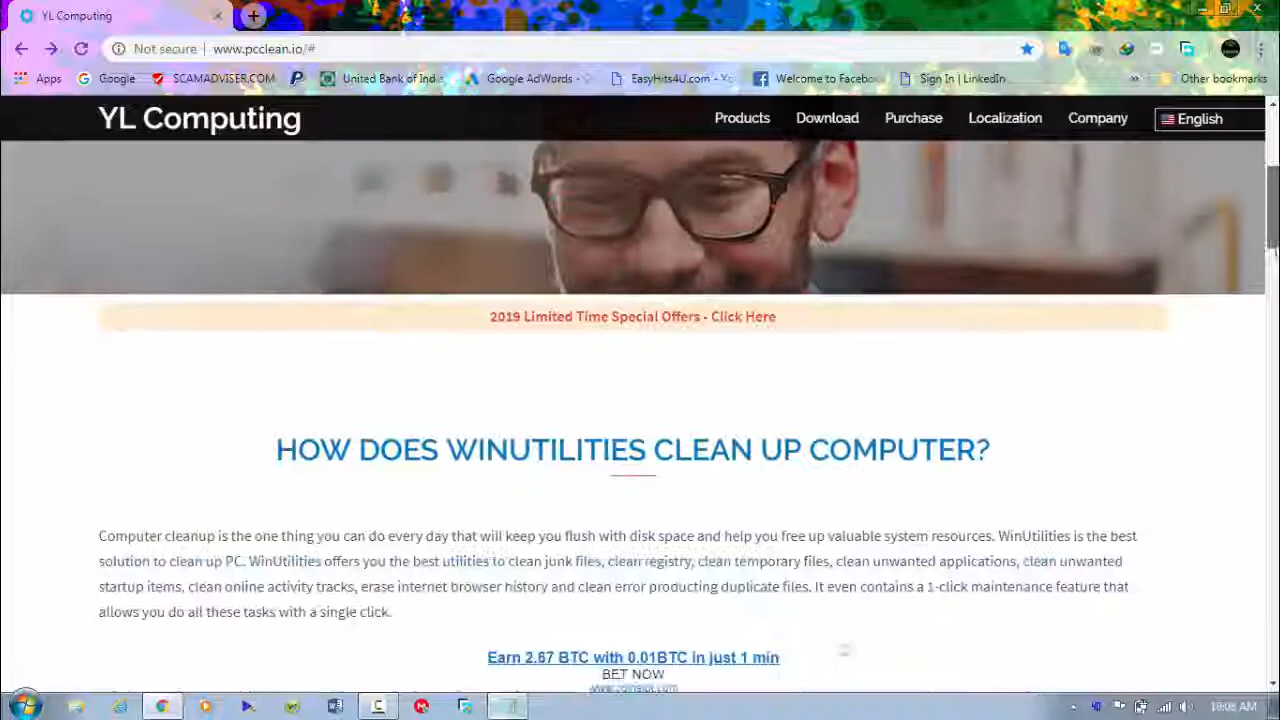 YL Computing
Not secure www.pcclean.io/#
Apps Google SCAMADVISER.COM United Bank of Ind Google AdWords - EasyHits4U.com - Yo Welcome to Facebo Sign In | LinkedIn » Other bookmarks
YL Computing Products Download Purchase Localization Company English
2019 Limited Time Special Offers - Click Here
HOW DOES WINUTILITIES CLEAN UP COMPUTER?
Computer cleanup is the one thing you can do every day that will keep you flush with disk space and help you free up valuable system resources. WinUtilities is the best
solution to clean up PC. WinUtilities offers you the best utilities to clean junk files, clean registry, clean temporary files, clean unwanted applications, clean unwanted
startup items, clean online activity tracks, erase internet browser history and clean error producing duplicate files. It even contains a 1-click maintenance feature that
allows you do all these tasks with a single click.
Earn 2.67 BTC with 0.01BTC in just 1 min
BET NOW
10:08 AM